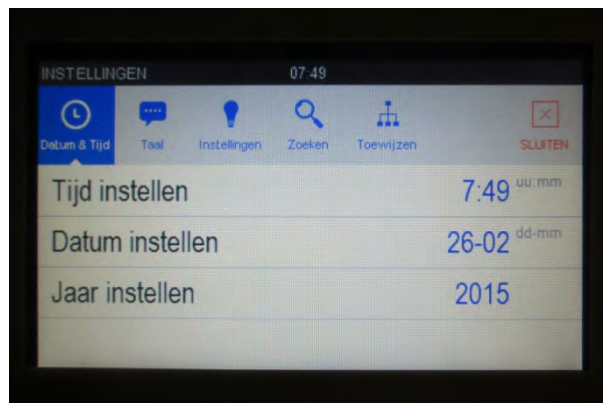 INSTELLINGEN 07:49
Datum & Tijd Taal Instellingen Zoeken Toewijzen SLUITEN
Tijd instellen 7:49 uu:mm
Datum instellen 26-02 dd-mm
Jaar instellen 2015